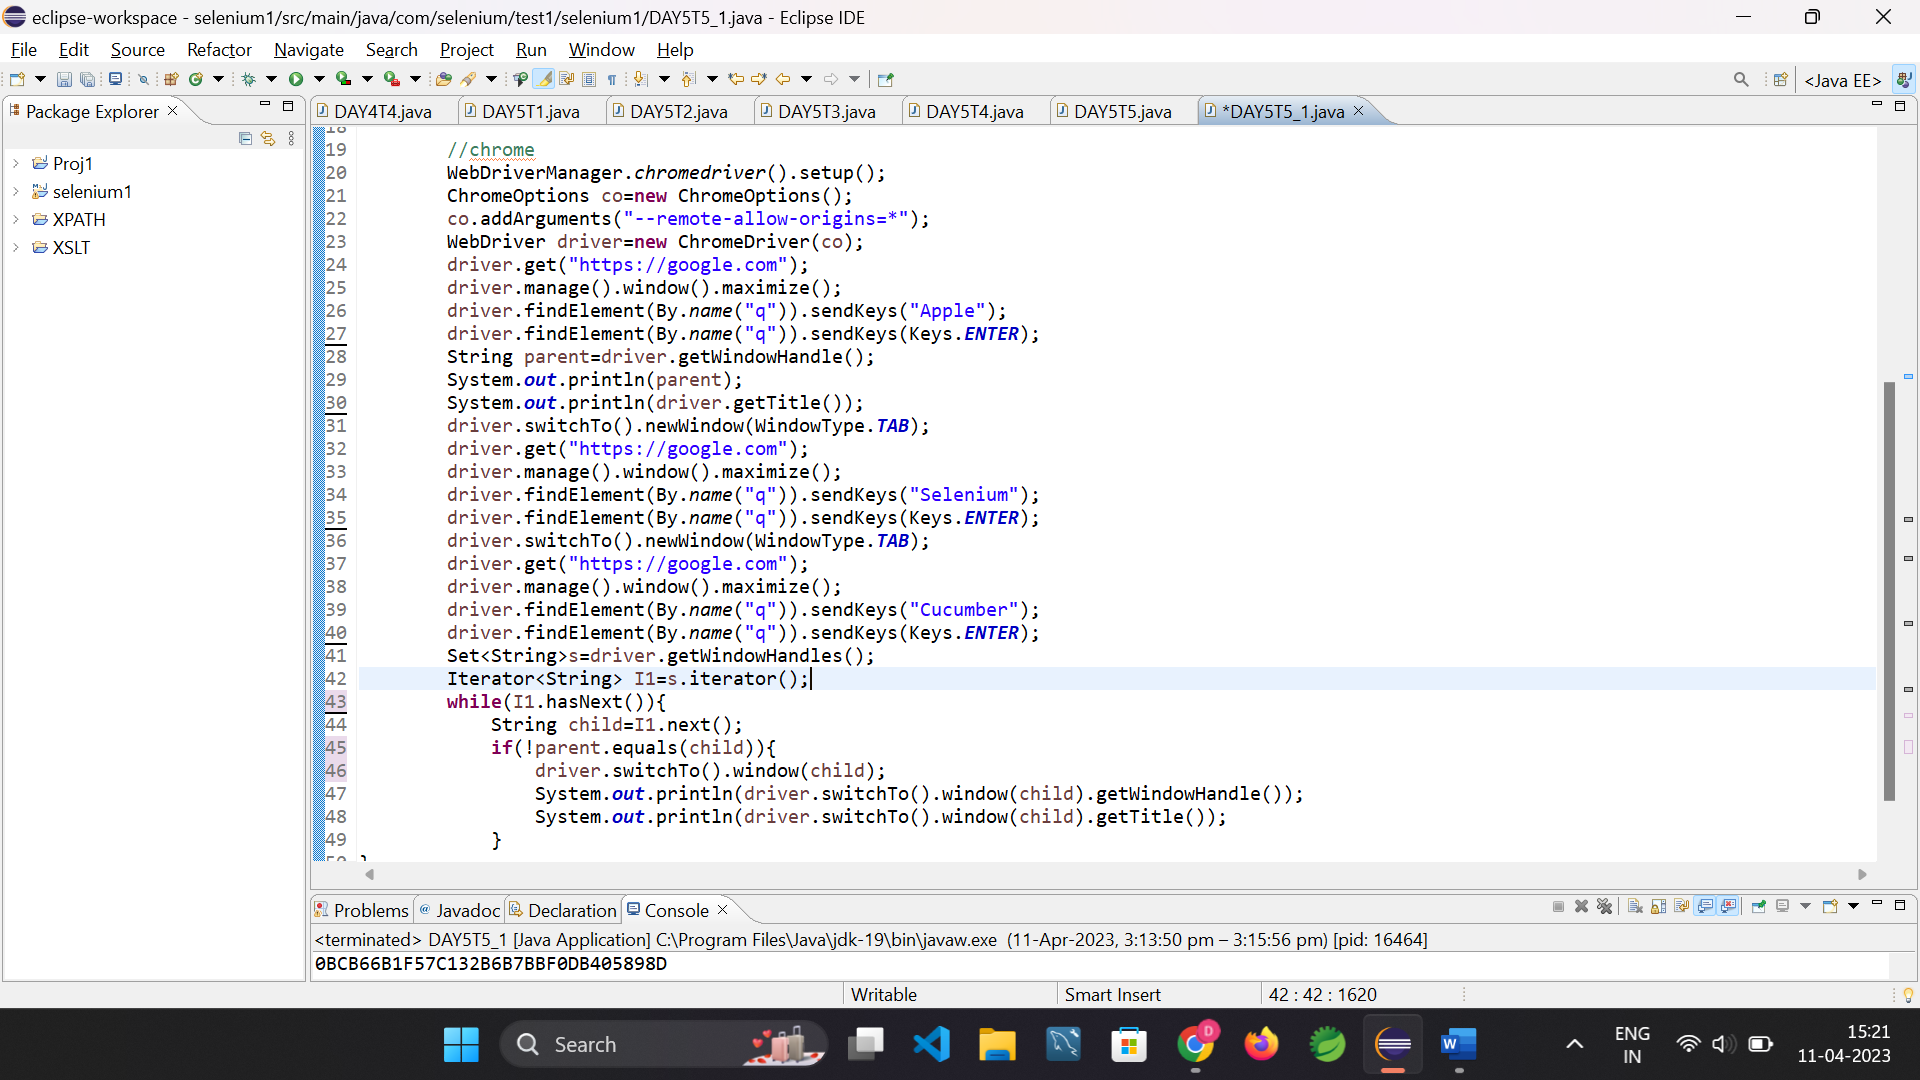 eclipse-workspace - selenium1/src/main/java/com/selenium/test1/selenium1/DAY5T5_1.java - Eclipse IDE
File Edit Source Refactor Navigate Search Project Run Window Help
<Java EE>
Package Explorer
DAY4T4.java DAY5T1.java DAY5T2.java DAY5T3.java DAY5T4.java DAY5T5.java *DAY5T5_1.java
Proj1
selenium1
XPATH
XSLT
18
19 //chrome
20 WebDriverManager.chromedriver().setup();
21 ChromeOptions co=new ChromeOptions();
22 co.addArguments("--remote-allow-origins=*");
23 WebDriver driver=new ChromeDriver(co);
24 driver.get("https://google.com");
25 driver.manage().window().maximize();
26 driver.findElement(By.name("q")).sendKeys("Apple");
27 driver.findElement(By.name("q")).sendKeys(Keys.ENTER);
28 String parent=driver.getWindowHandle();
29 System.out.println(parent);
30 System.out.println(driver.getTitle());
31 driver.switchTo().newWindow(WindowType.TAB);
32 driver.get("https://google.com");
33 driver.manage().window().maximize();
34 driver.findElement(By.name("q")).sendKeys("Selenium");
35 driver.findElement(By.name("q")).sendKeys(Keys.ENTER);
36 driver.switchTo().newWindow(WindowType.TAB);
37 driver.get("https://google.com");
38 driver.manage().window().maximize();
39 driver.findElement(By.name("q")).sendKeys("Cucumber");
40 driver.findElement(By.name("q")).sendKeys(Keys.ENTER);
41 Set<String>s=driver.getWindowHandles();
42 Iterator<String> I1=s.iterator();
43 while(I1.hasNext()){
44 String child=I1.next();
45 if(!parent.equals(child)){
46 driver.switchTo().window(child);
47 System.out.println(driver.switchTo().window(child).getWindowHandle());
48 System.out.println(driver.switchTo().window(child).getTitle());
49 }
50 }
Problems Javadoc Declaration Console
<terminated> DAY5T5_1 [Java Application] C:\Program Files\Java\jdk-19\bin\javaw.exe (11-Apr-2023, 3:13:50 pm – 3:15:56 pm) [pid: 16464]
0BCB66B1F57C132B6B7BBF0DB405898D
Writable Smart Insert 42 : 42 : 1620
Search
D
W
ENG
IN
15:21
11-04-2023